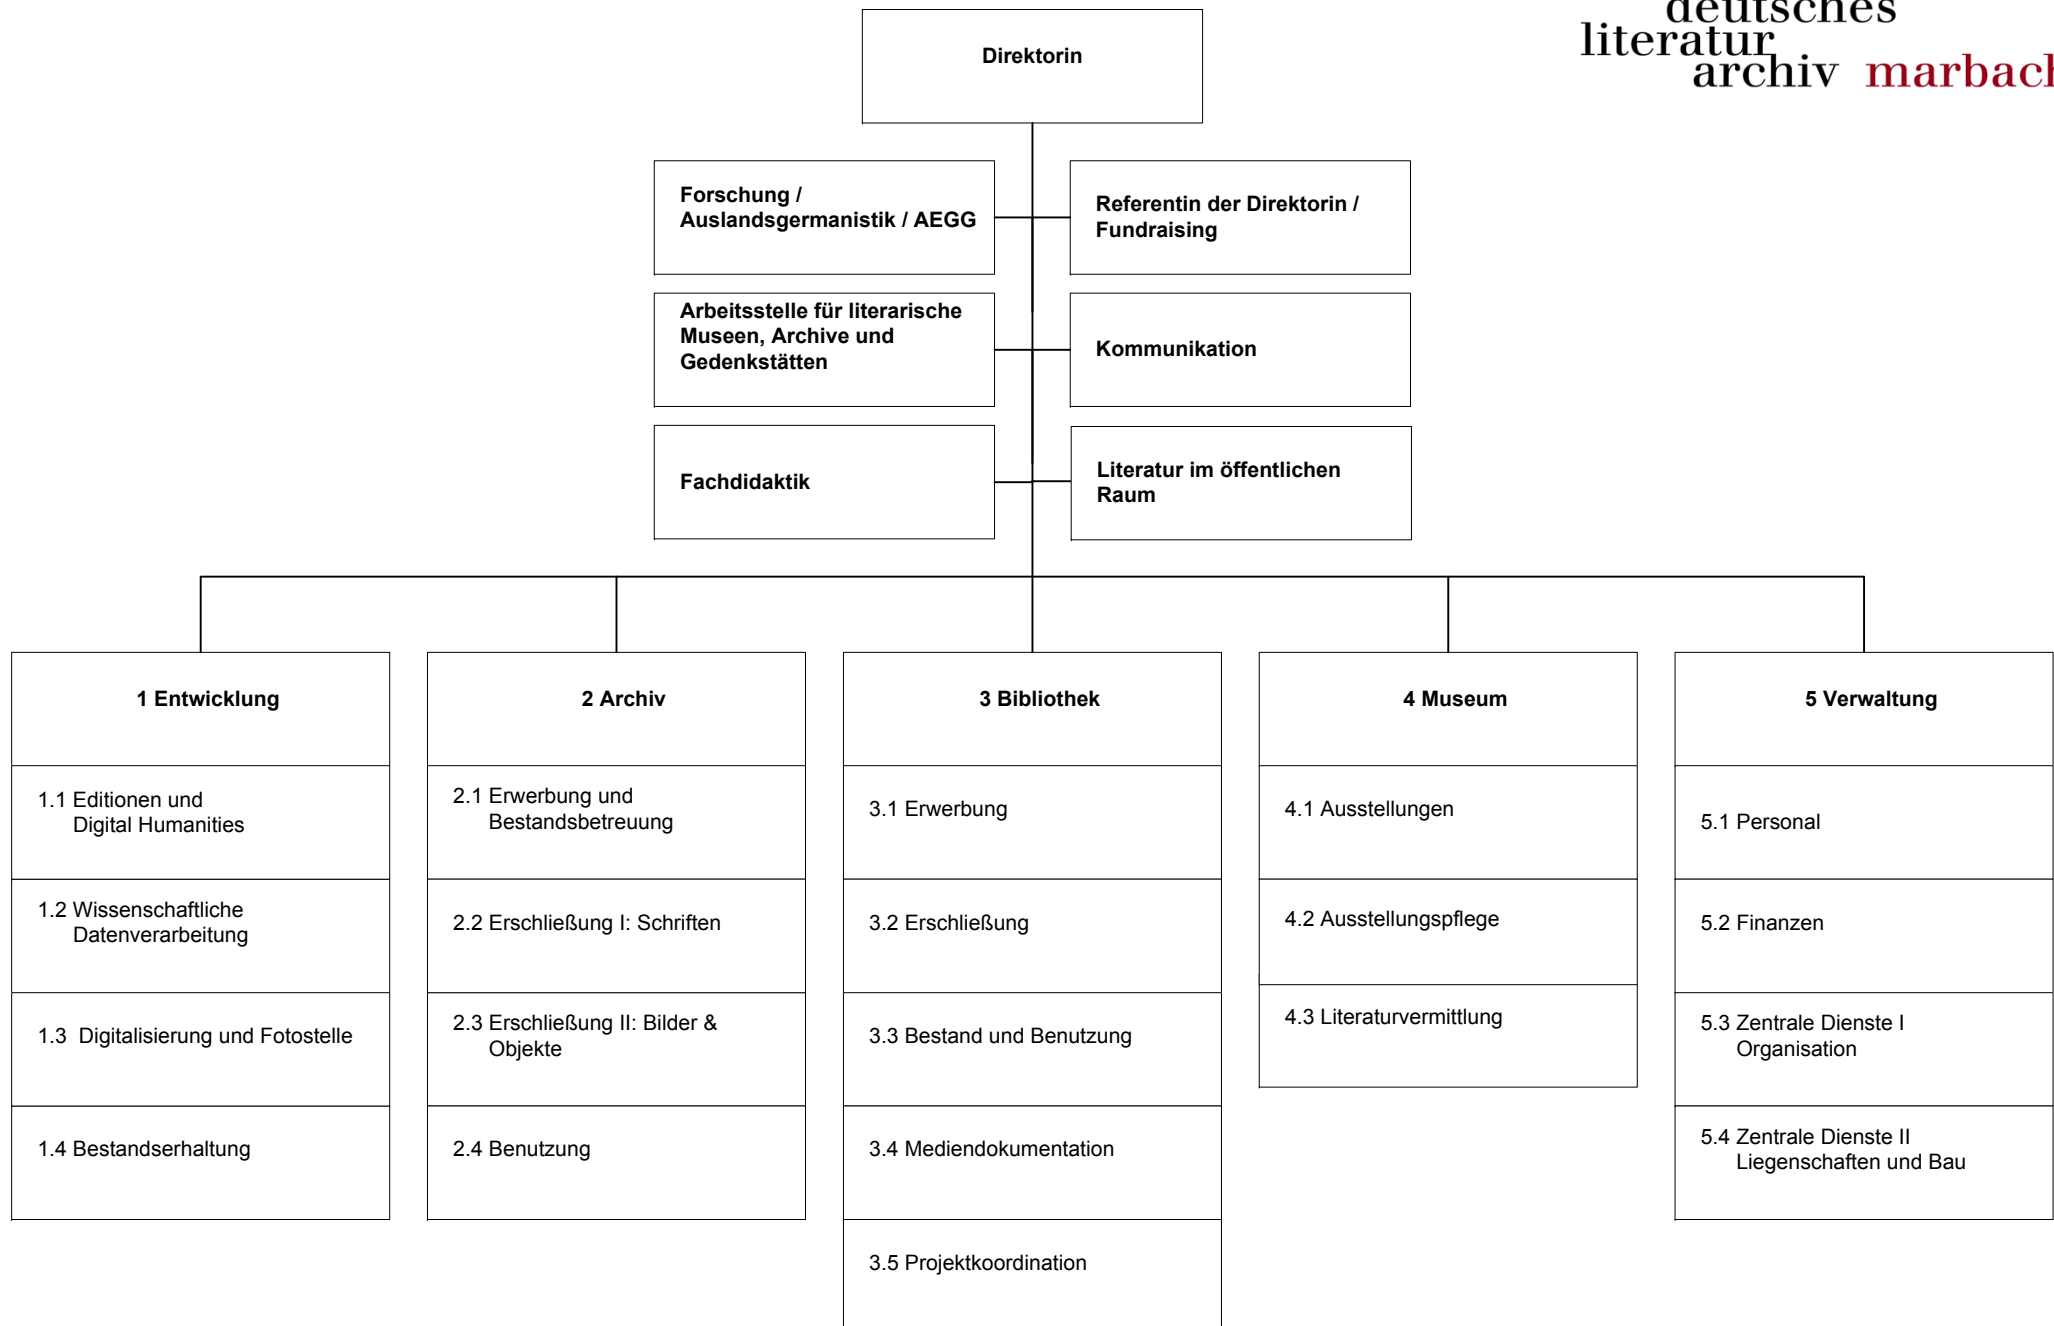 deutsches
literatur
archiv marbach
Direktorin
Forschung /
Auslandsgermanistik / AEGG
Referentin der Direktorin /
Fundraising
Arbeitsstelle für literarische
Museen, Archive und
Gedenkstätten
Kommunikation
Fachdidaktik
Literatur im öffentlichen
Raum
1 Entwicklung
1.1 Editionen und
Digital Humanities
1.2 Wissenschaftliche
Datenverarbeitung
1.3 Digitalisierung und Fotostelle
1.4 Bestandserhaltung
2 Archiv
2.1 Erwerbung und
Bestandsbetreuung
2.2 Erschließung I: Schriften
2.3 Erschließung II: Bilder &
Objekte
2.4 Benutzung
3 Bibliothek
3.1 Erwerbung
3.2 Erschließung
3.3 Bestand und Benutzung
3.4 Mediendokumentation
3.5 Projektkoordination
4 Museum
4.1 Ausstellungen
4.2 Ausstellungspflege
4.3 Literaturvermittlung
5 Verwaltung
5.1 Personal
5.2 Finanzen
5.3 Zentrale Dienste I
Organisation
5.4 Zentrale Dienste II
Liegenschaften und Bau